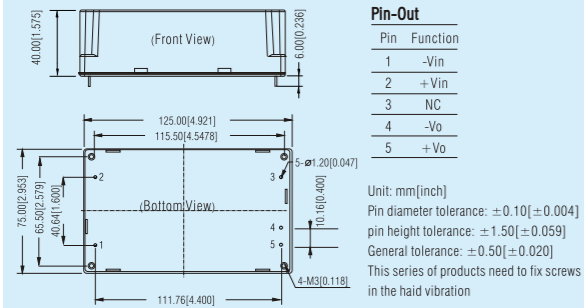 40.00[1.575]
(Front View)
6.00[0.236]
125.00[4.921]
115.50[4.5478]
75.00[2.953]
65.50[2.579]
40.64[1.600]
2
3
5-ø1.20[0.047]
(Bottom View)
10.16[0.400]
4
1
5
4-M3[0.118]
111.76[4.400]
Pin-Out
Pin Function
1 -Vin
2 +Vin
3 NC
4 -Vo
5 +Vo
Unit: mm[inch]
Pin diameter tolerance: ±0.10[±0.004]
pin height tolerance: ±1.50[±0.059]
General tolerance: ±0.50[±0.020]
This series of products need to fix screws
in the haid vibration